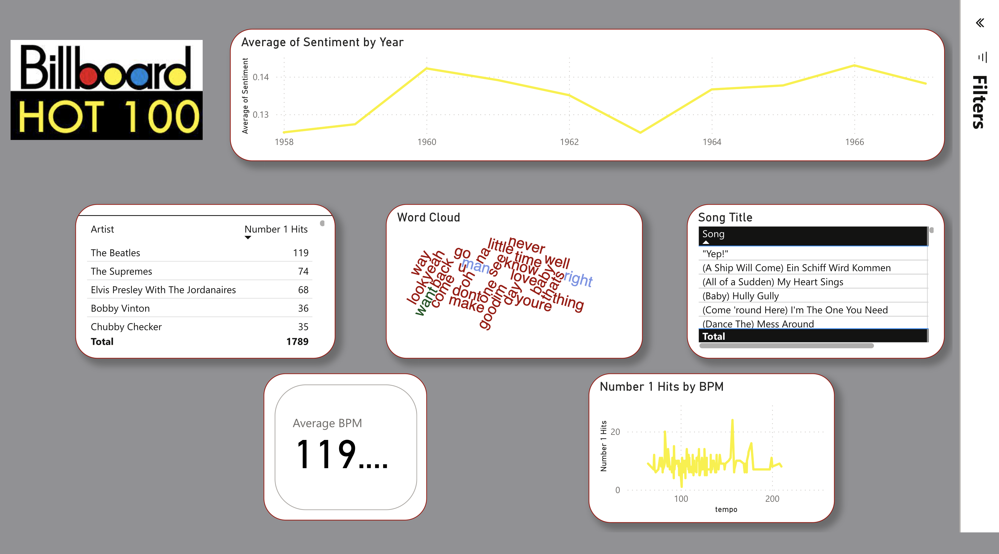 Billboard
HOT 100
Average of Sentiment by Year
Average of Sentiment
0.14
0.13
1958 1960 1962 1964 1966
Filters
Artist Number 1 Hits
The Beatles 119
The Supremes 74
Elvis Presley With The Jordanaires 68
Bobby Vinton 36
Chubby Checker 35
Total 1789
Word Cloud
never
little
go
na
way
yeah
time
well
see
know
man
u
back
look
right
love
baby
thats
ooh
come
want
dont
one
day
make
im
good
youre
thing
Song Title
Song
"Yep!"
(A Ship Will Come) Ein Schiff Wird Kommen
(All of a Sudden) My Heart Sings
(Baby) Hully Gully
(Come 'round Here) I'm The One You Need
(Dance The) Mess Around
Total
Average BPM
119....
Number 1 Hits by BPM
Number 1 Hits
20
0
100 200
tempo